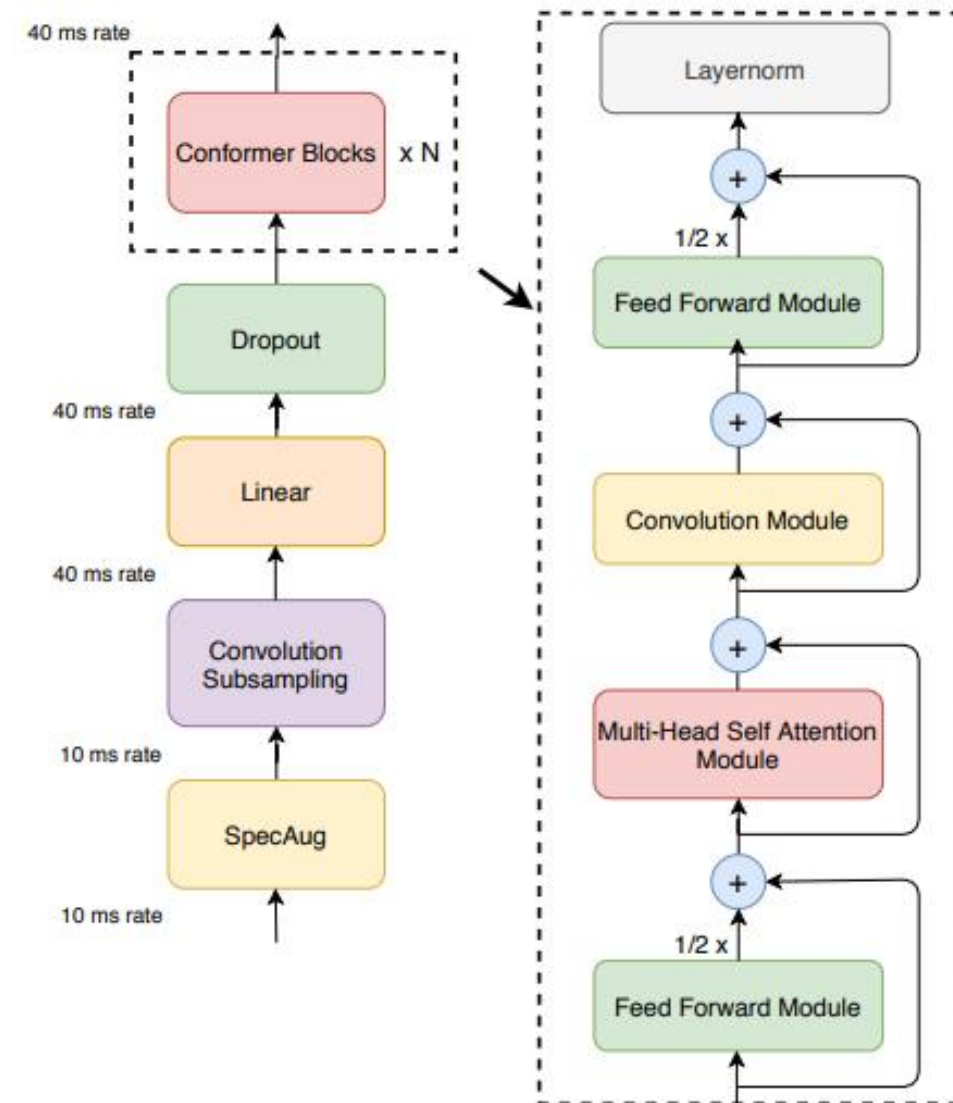 40 ms rate
Conformer Blocks
x N
Dropout
40 ms rate
Linear
40 ms rate
Convolution
Subsampling
10 ms rate
SpecAug
10 ms rate
Layernorm
+
1/2 x
Feed Forward Module
+
Convolution Module
+
Multi-Head Self Attention
Module
+
1/2 x
Feed Forward Module